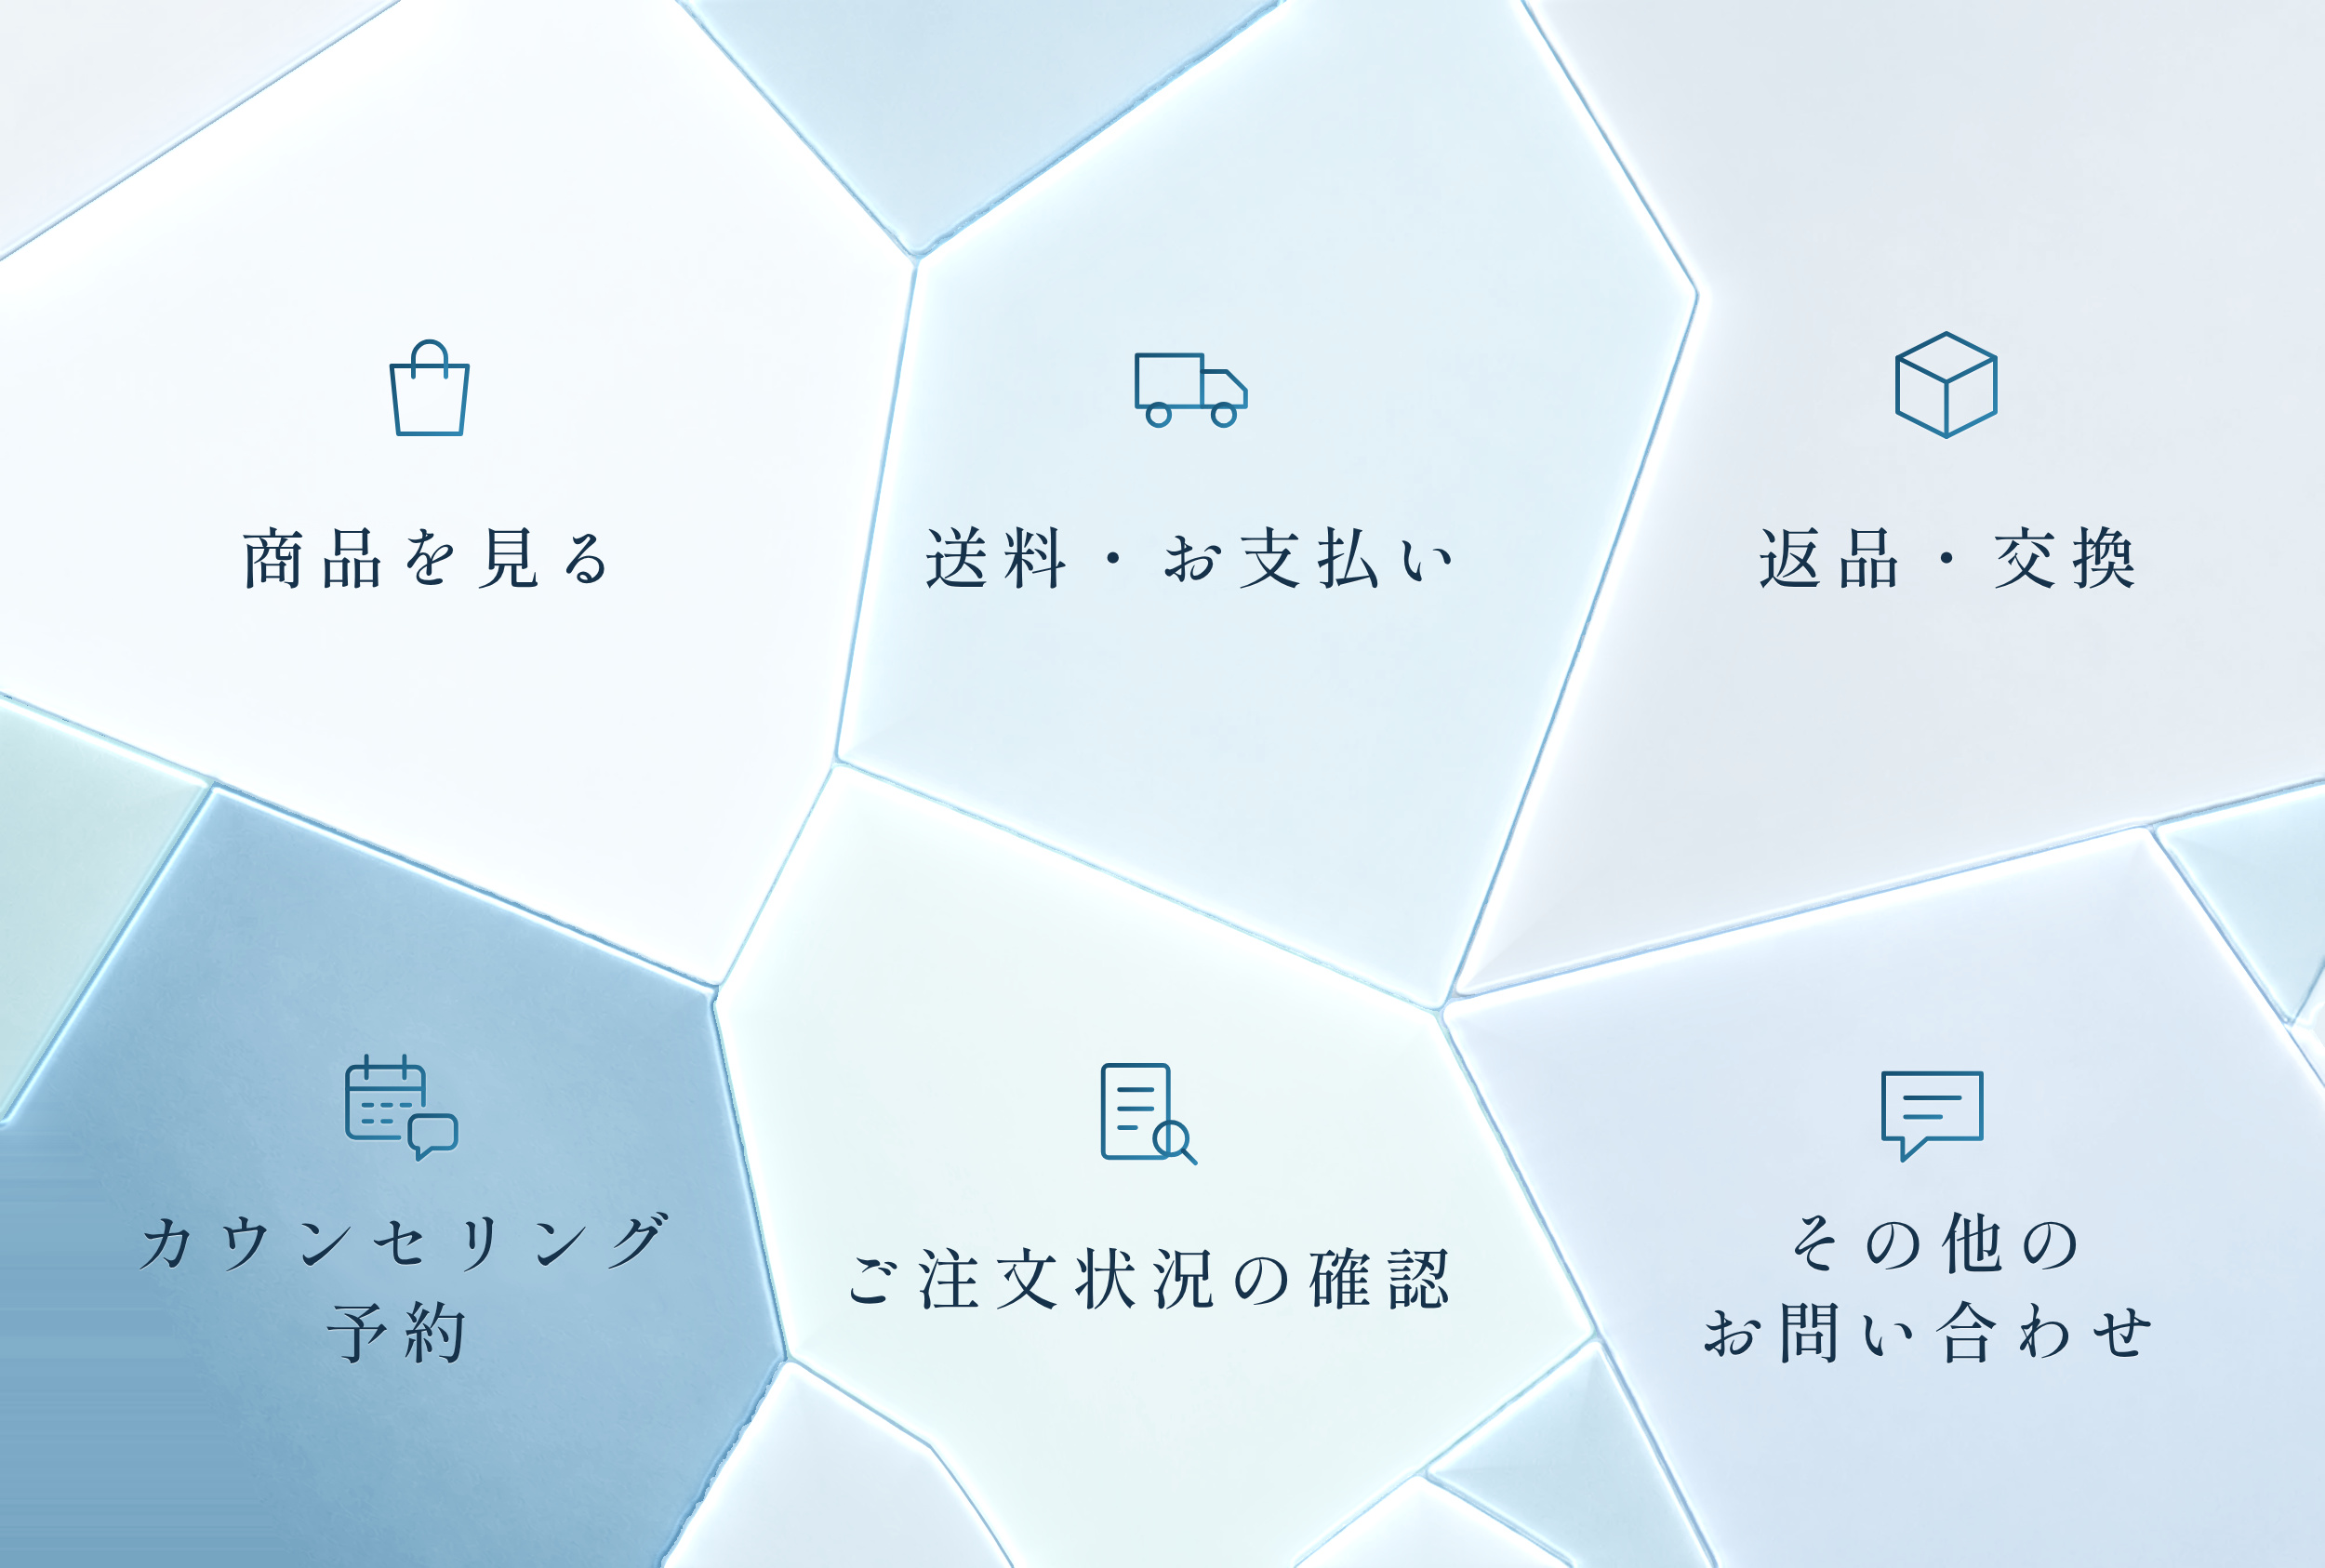 商品を見る
送料・お支払い
返品・交換
カウンセリング
予約
ご注文状況の確認
その他の
お問い合わせ